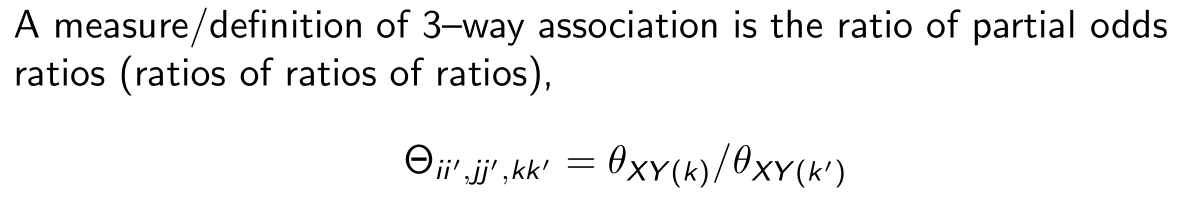 A measure/definition of 3–way association is the ratio of partial odds
ratios (ratios of ratios of ratios),
Θ_{ii′,jj′,kk′} = θ_{XY(k)}/θ_{XY(k′)}